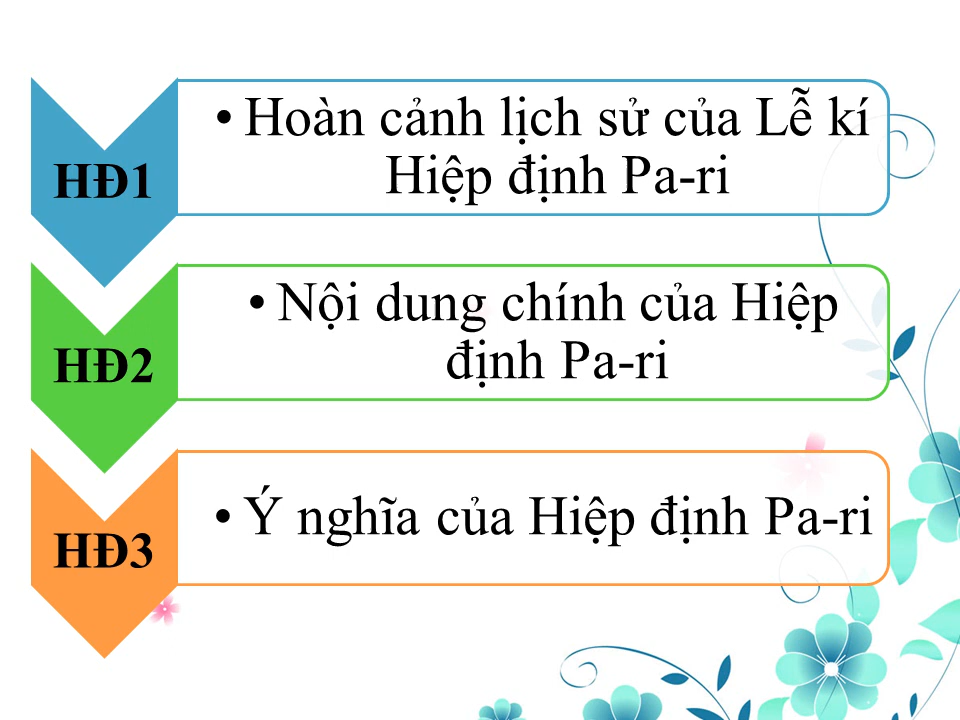 HĐ1
• Hoàn cảnh lịch sử của Lễ kí
Hiệp định Pa-ri
HĐ2
• Nội dung chính của Hiệp
định Pa-ri
HĐ3
• Ý nghĩa của Hiệp định Pa-ri